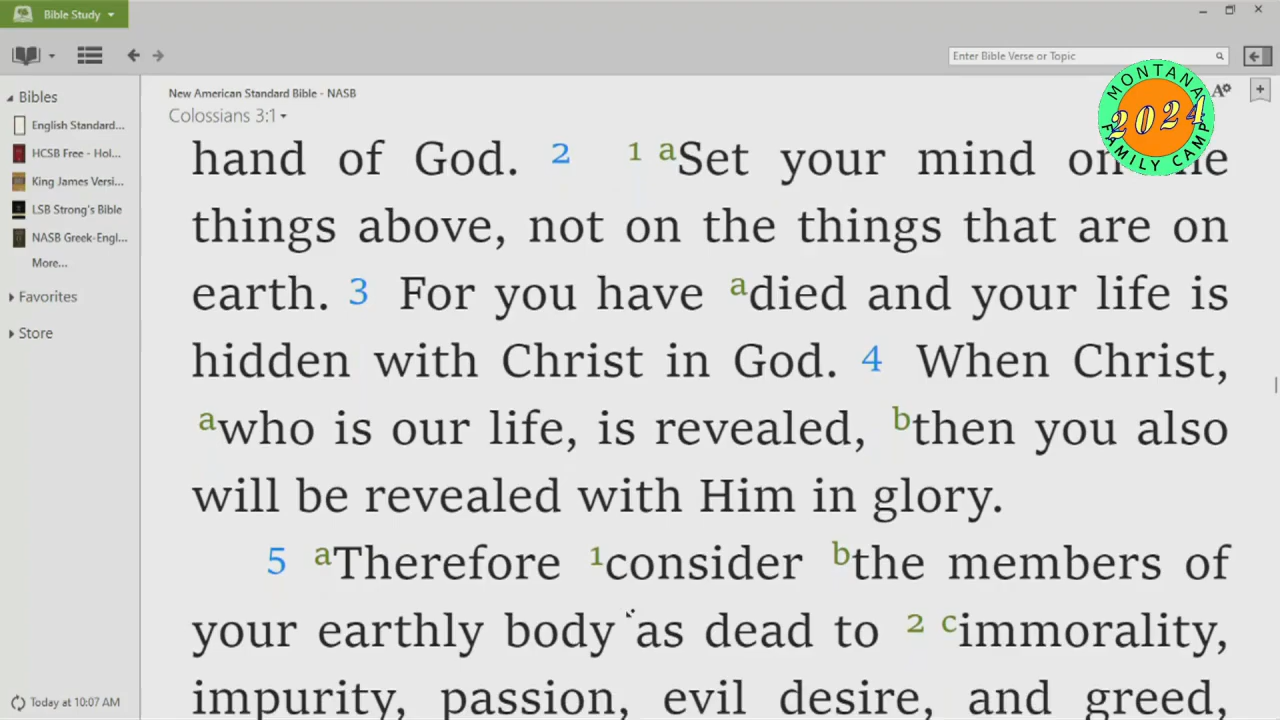 Bible Study
Enter Bible Verse or Topic
MONTANA
2024
FAMILY CAMP
Bibles
English Standard...
HCSB Free - Hol...
King James Versi...
LSB Strong's Bible
NASB Greek-Engl...
More...
Favorites
Store
Today at 10:07 AM
New American Standard Bible - NASB
Colossians 3:1
hand of God. 2 1 aSet your mind on the
things above, not on the things that are on
earth. 3 For you have adied and your life is
hidden with Christ in God. 4 When Christ,
awho is our life, is revealed, bthen you also
will be revealed with Him in glory.
5 aTherefore 1consider bthe members of
your earthly body as dead to 2 cimmorality,
impurity, passion, evil desire, and greed,